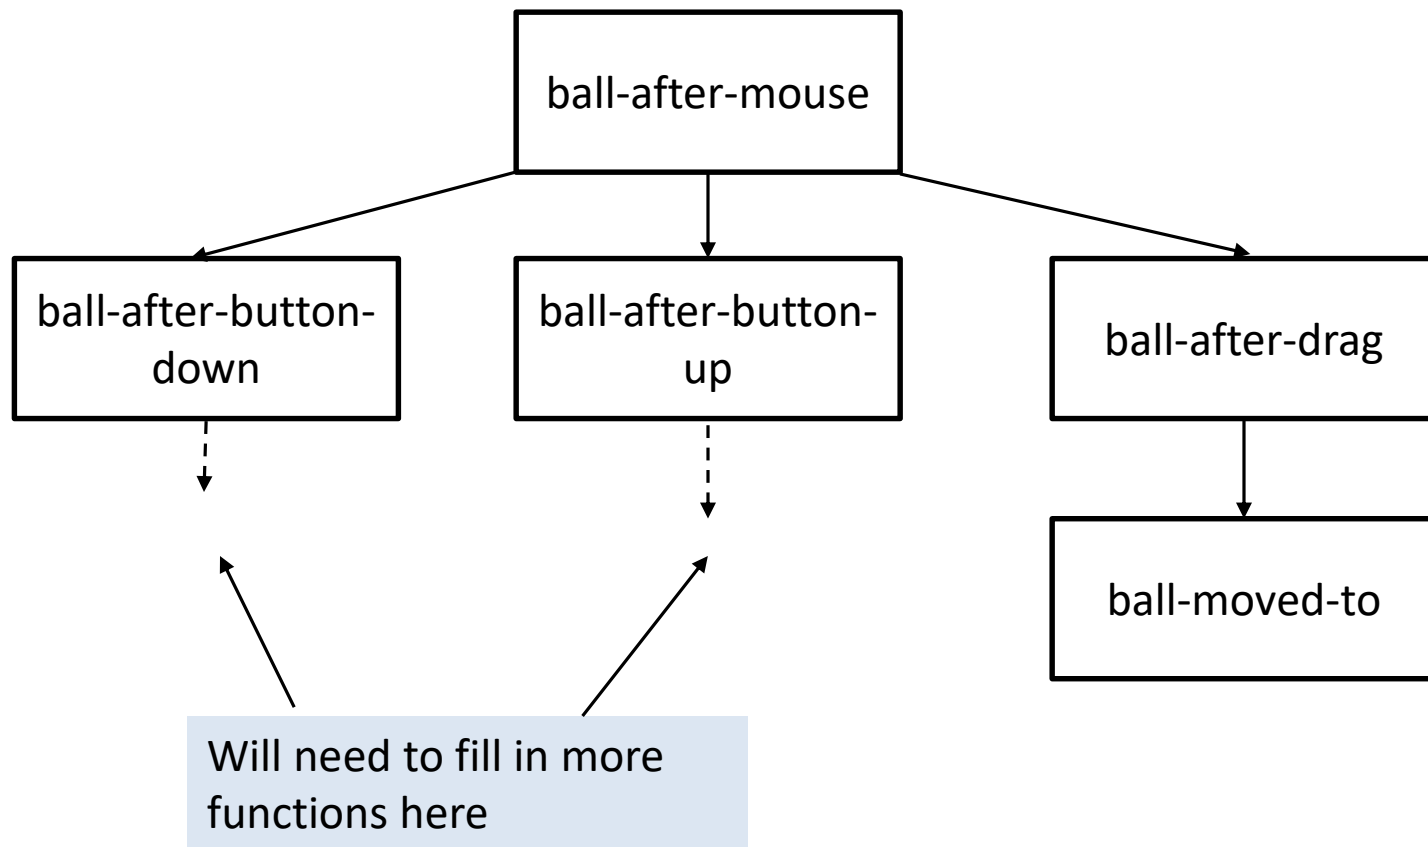 ball-after-mouse
ball-after-button-
down
ball-after-button-
up
ball-after-drag
ball-moved-to
Will need to fill in more
functions here